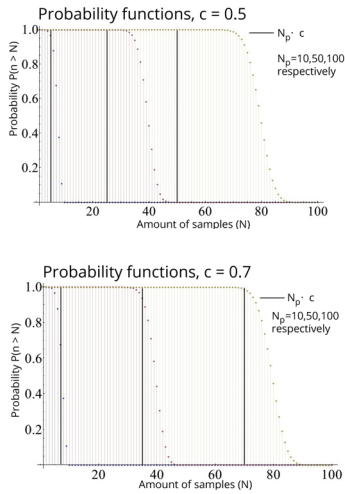 Probability functions, c = 0.5
Probability P(n > N)
1.0
0.8
0.6
0.4
0.2
N_p· c
N_p=10,50,100
respectively
20
40
60
80
100
Amount of samples (N)
Probability functions, c = 0.7
Probability P(n > N)
1.0
0.8
0.6
0.4
0.2
N_p· c
N_p=10,50,100
respectively
20
40
60
80
100
Amount of samples (N)